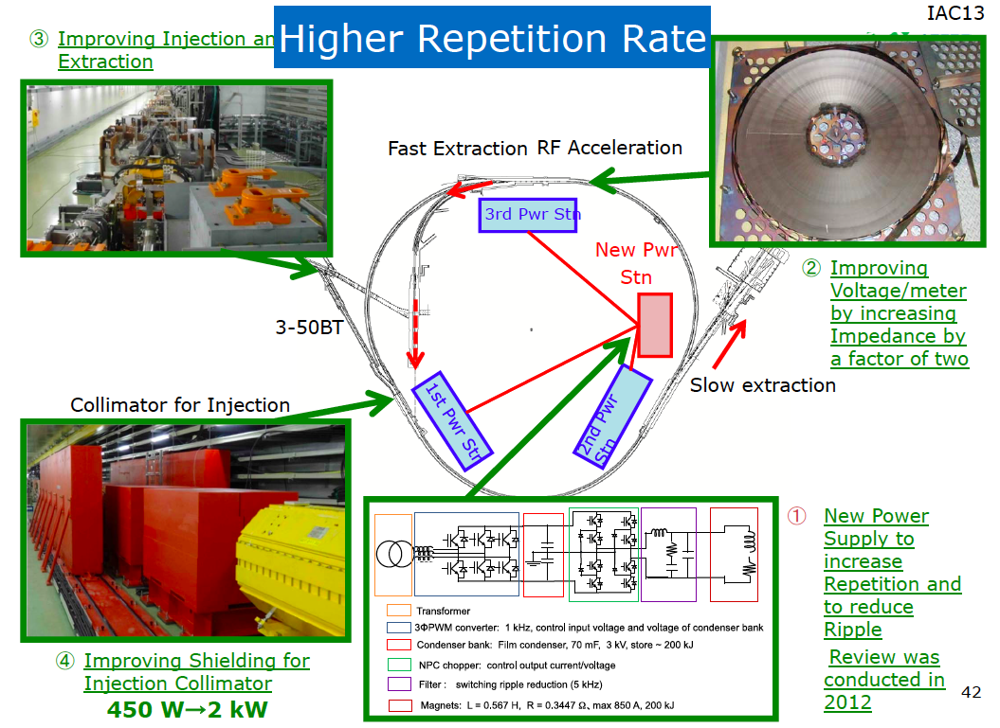 IAC13
Higher Repetition Rate
③ Improving Injection an
Extraction
Fast Extraction RF Acceleration
3rd Pwr Stn
New Pwr
Stn
② Improving
Voltage/meter
by increasing
Impedance by
a factor of two
3-50BT
Slow extraction
Collimator for Injection
1st Pwr Stn
2nd Pwr
Stn
① New Power
Supply to
increase
Repetition and
to reduce
Ripple
Review was
conducted in
2012
Transformer
3ΦPWM converter: 1 kHz, control input voltage and voltage of condenser bank
Condenser bank: Film condenser, 70 mF, 3 kV, store ~ 200 kJ
NPC chopper: control output current/voltage
Filter : switching ripple reduction (5 kHz)
Magnets: L = 0.567 H, R = 0.3447 Ω, max 850 A, 200 kJ
④ Improving Shielding for
Injection Collimator
450 W→2 kW
42